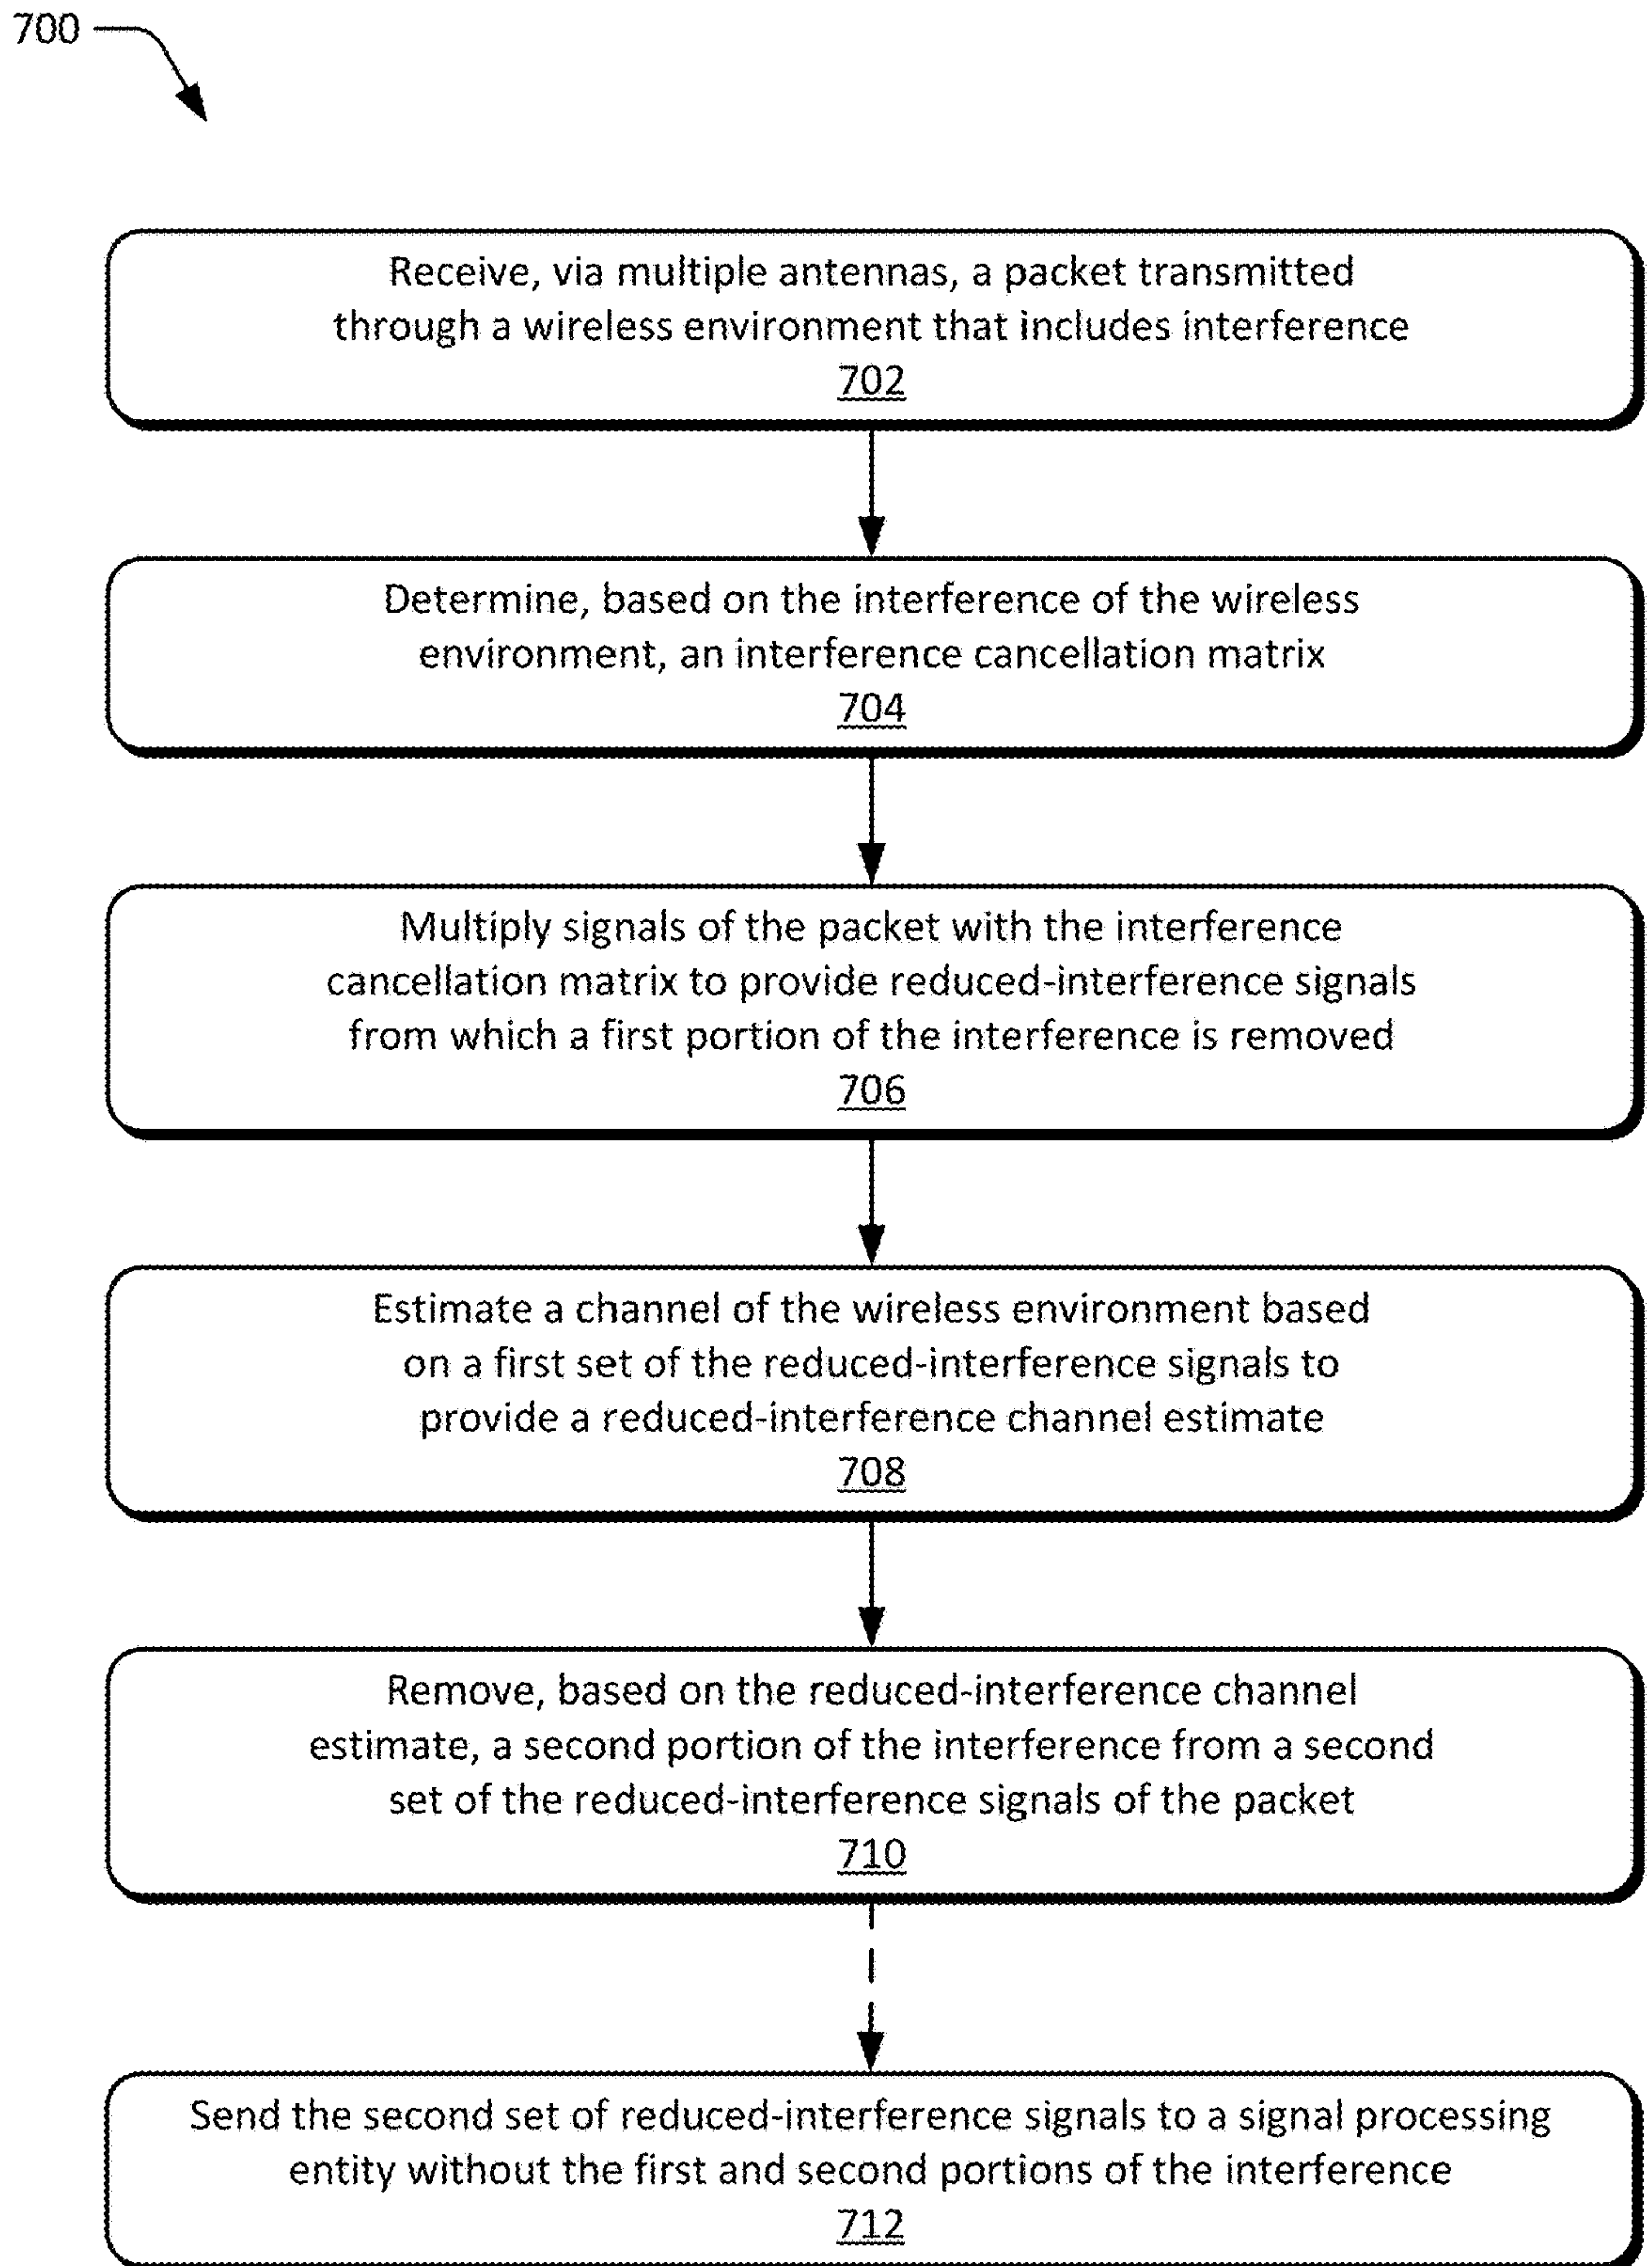 700
Receive, via multiple antennas, a packet transmitted
through a wireless environment that includes interference
702
Determine, based on the interference of the wireless
environment, an interference cancellation matrix
704
Multiply signals of the packet with the interference
cancellation matrix to provide reduced-interference signals
from which a first portion of the interference is removed
706
Estimate a channel of the wireless environment based
on a first set of the reduced-interference signals to
provide a reduced-interference channel estimate
708
Remove, based on the reduced-interference channel
estimate, a second portion of the interference from a second
set of the reduced-interference signals of the packet
710
Send the second set of reduced-interference signals to a signal processing
entity without the first and second portions of the interference
712